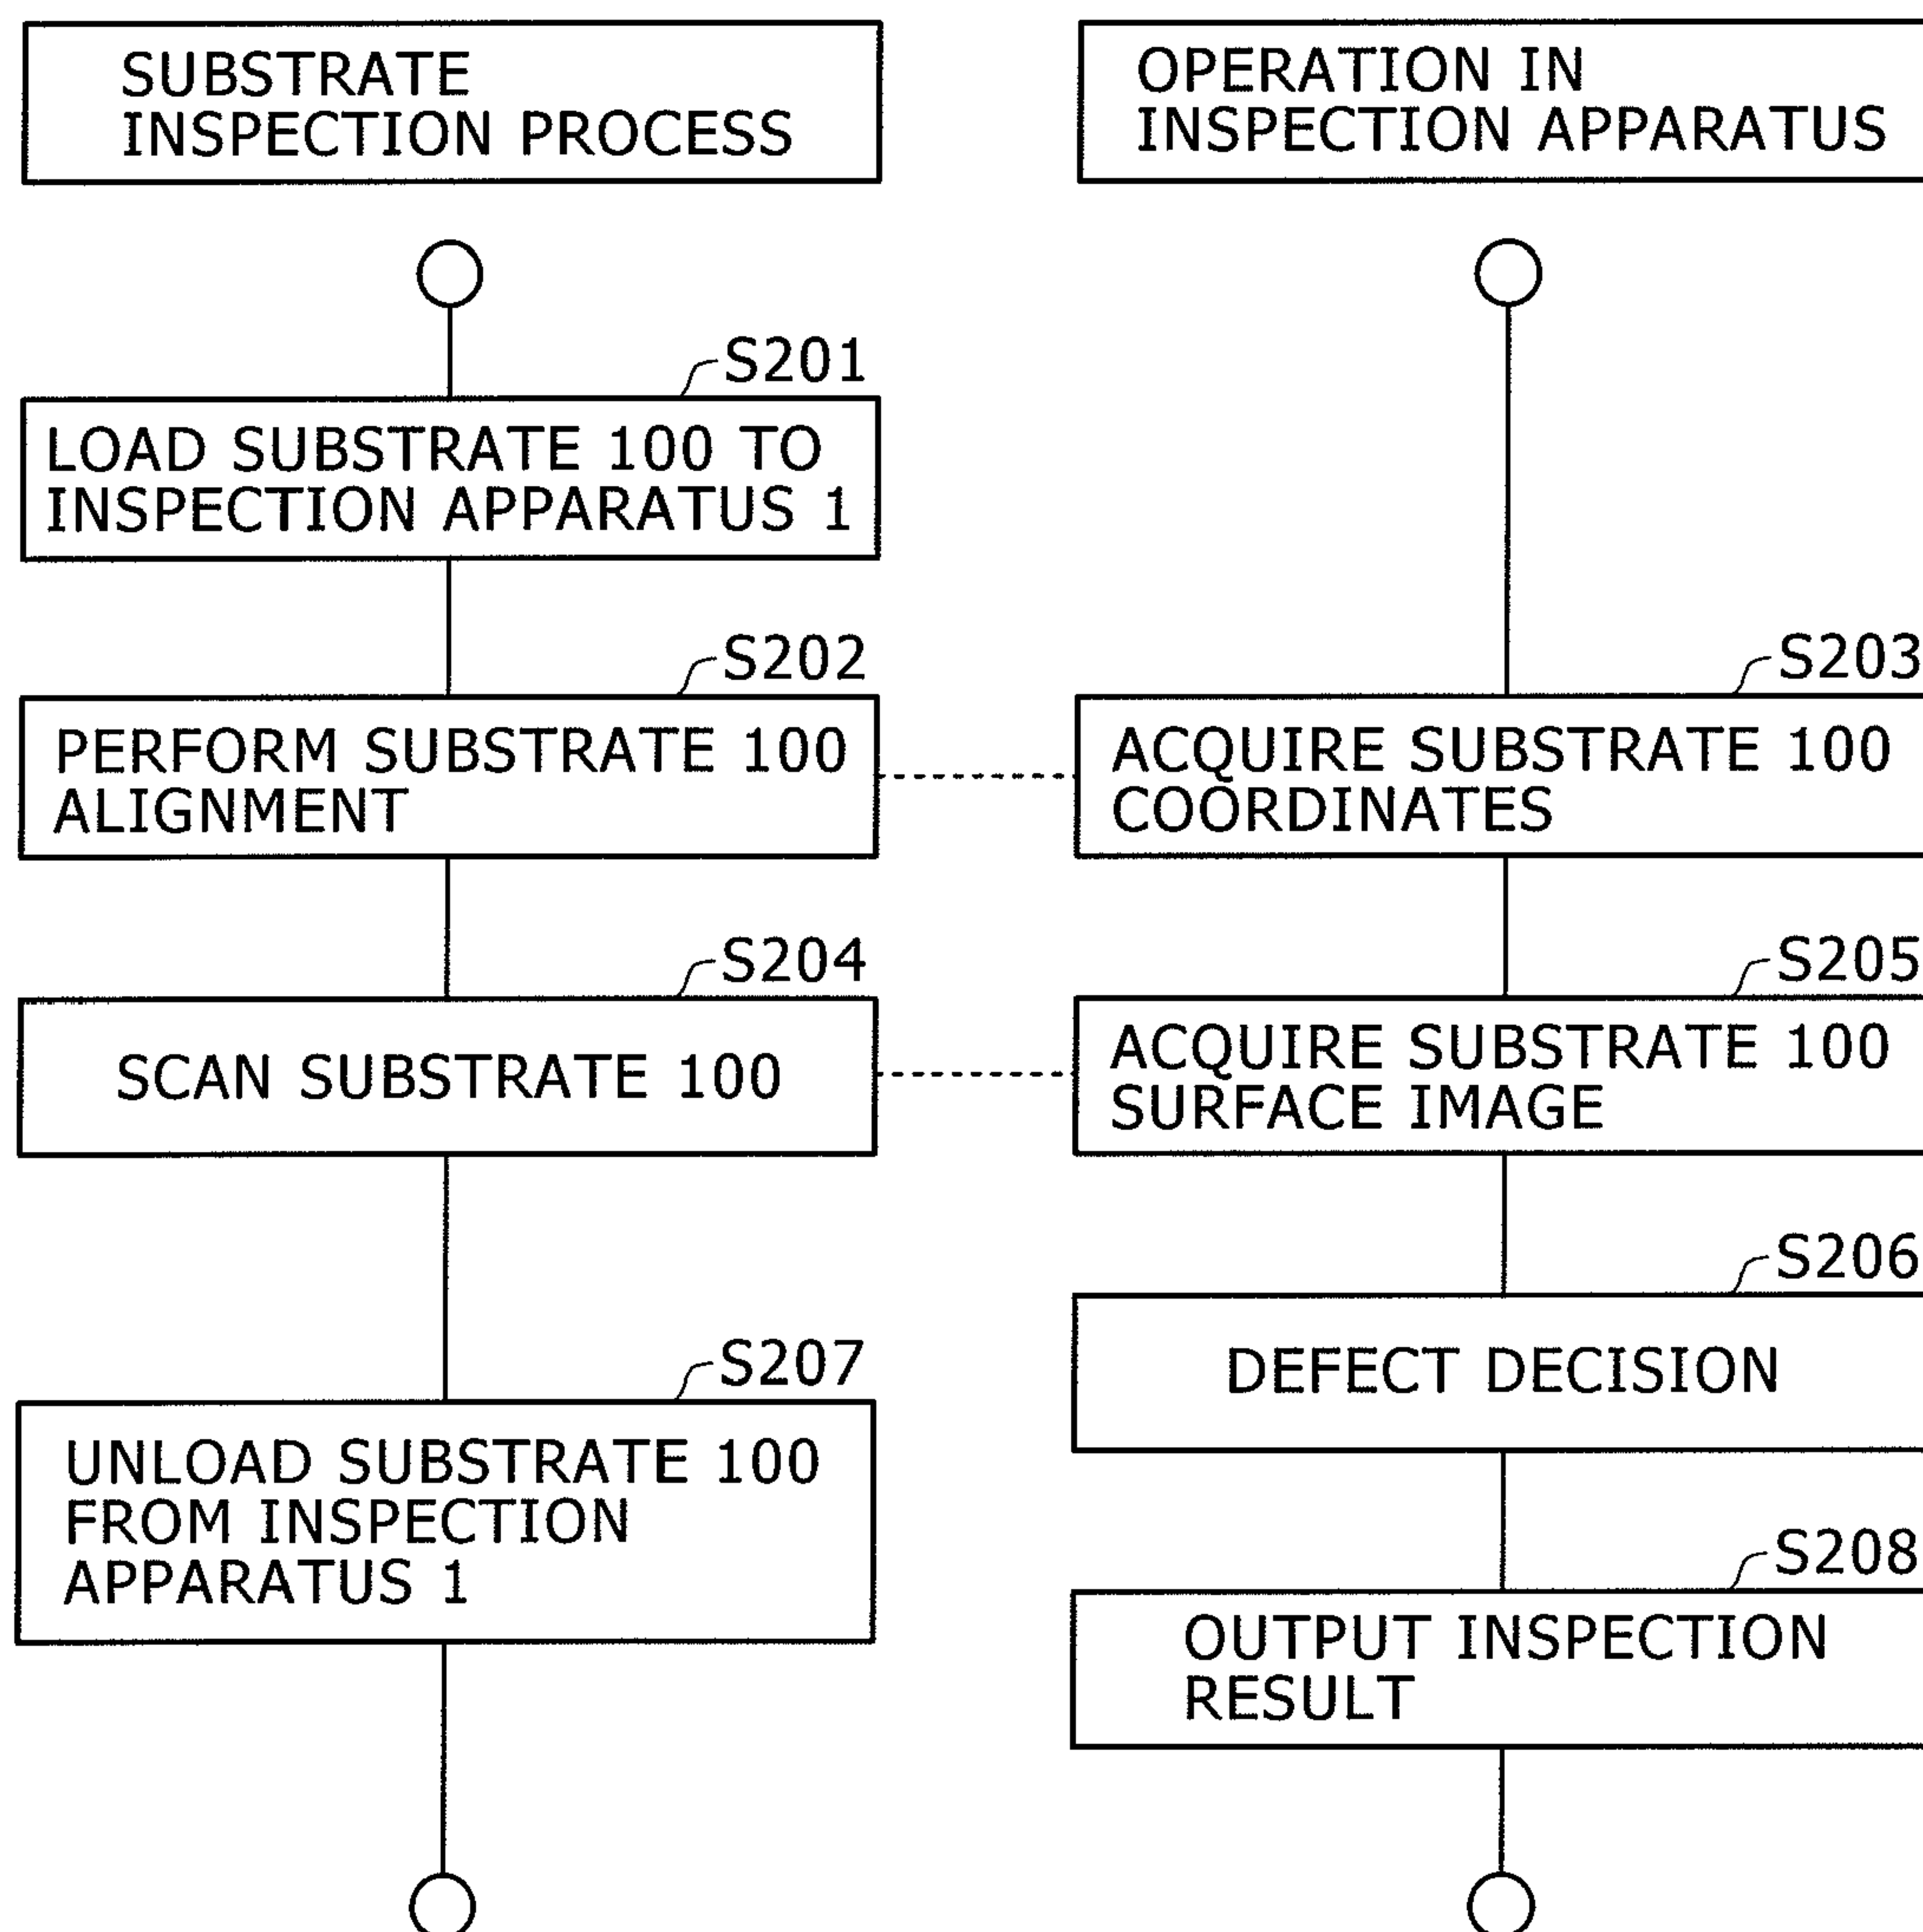 SUBSTRATE
INSPECTION PROCESS
OPERATION IN
INSPECTION APPARATUS
S201
LOAD SUBSTRATE 100 TO
INSPECTION APPARATUS 1
S202
PERFORM SUBSTRATE 100
ALIGNMENT
S203
ACQUIRE SUBSTRATE 100
COORDINATES
S204
SCAN SUBSTRATE 100
S205
ACQUIRE SUBSTRATE 100
SURFACE IMAGE
S206
DEFECT DECISION
S207
UNLOAD SUBSTRATE 100
FROM INSPECTION
APPARATUS 1
S208
OUTPUT INSPECTION
RESULT